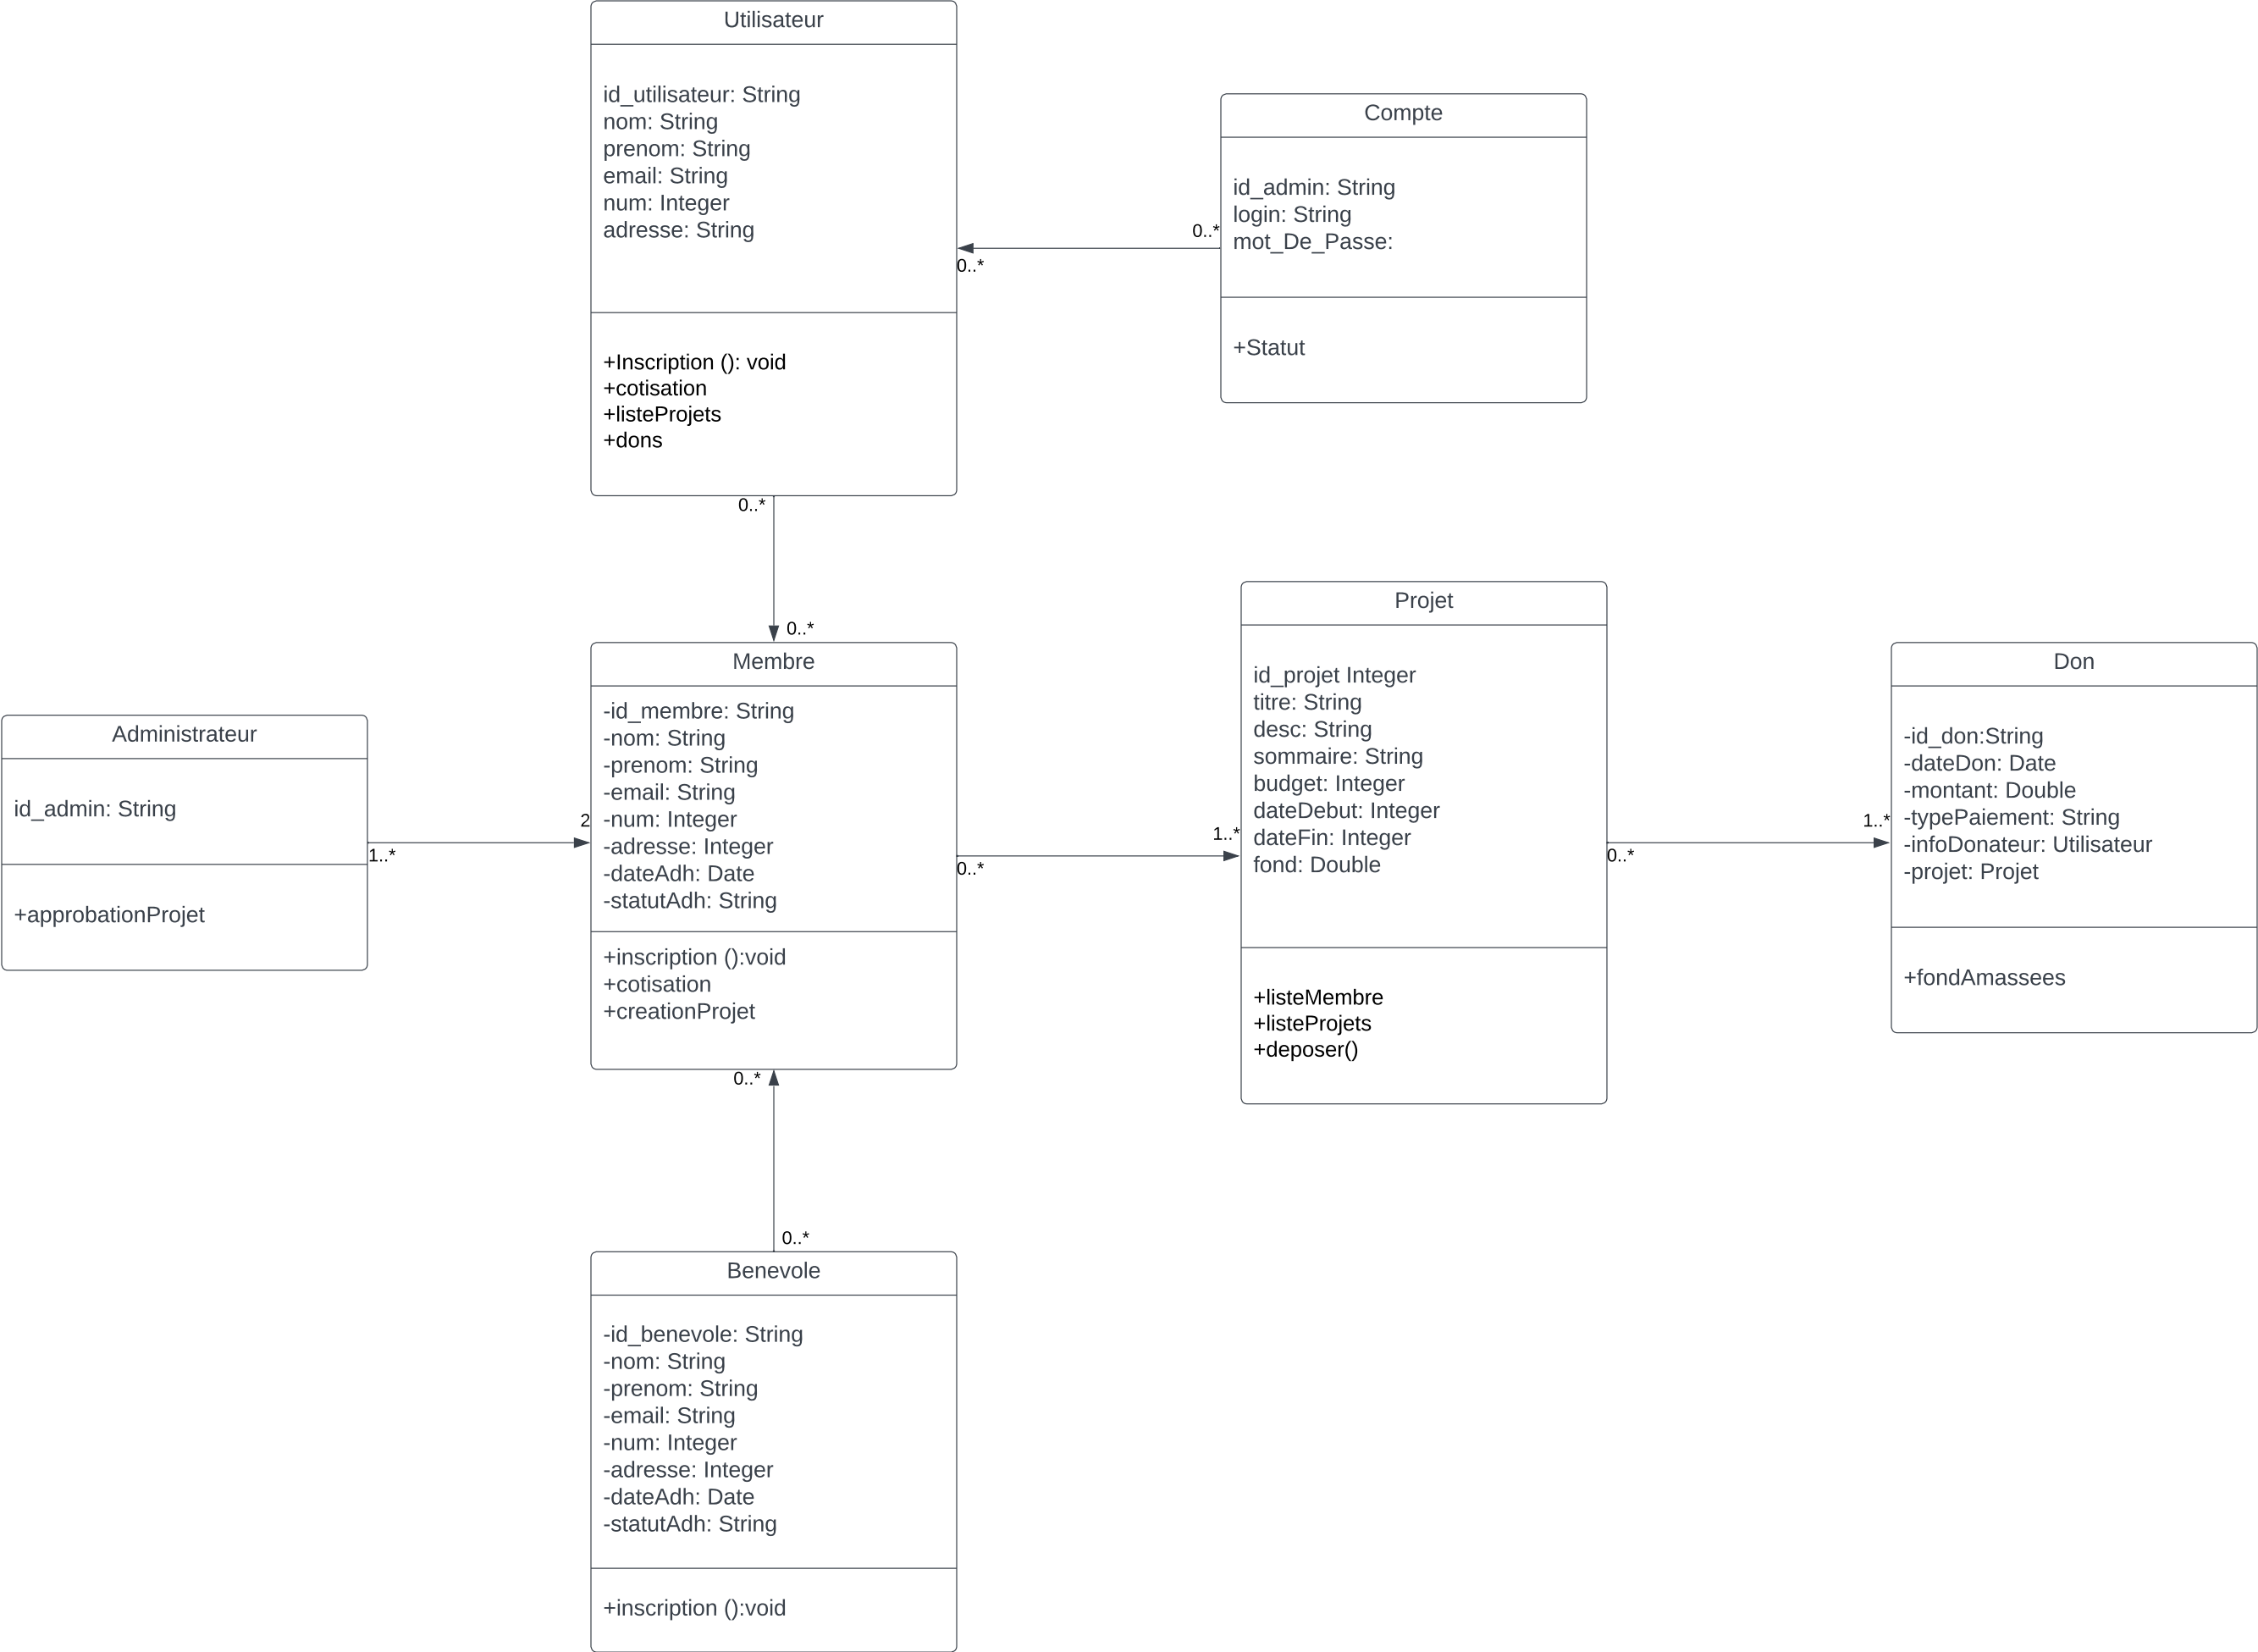 Utilisateur
id_utilisateur: String
nom: String
prenom: String
email: String
num: Integer
adresse: String
+Inscription (): void
+cotisation
+listeProjets
+dons
Compte
id_admin: String
login: String
mot_De_Passe:
+Statut
0..*
0..*
0..*
0..*
Membre
-id_membre: String
-nom: String
-prenom: String
-email: String
-num: Integer
-adresse: Integer
-dateAdh: Date
-statutAdh: String
+inscription ():void
+cotisation
+creationProjet
Administrateur
id_admin: String
+approbationProjet
2
1..*
Projet
id_projet Integer
titre: String
desc: String
sommaire: String
budget: Integer
dateDebut: Integer
dateFin: Integer
fond: Double
+listeMembre
+listeProjets
+deposer()
1..*
0..*
Don
-id_don:String
-dateDon: Date
-montant: Double
-typePaiement: String
-infoDonateur: Utilisateur
-projet: Projet
+fondAmassees
1..*
0..*
0..*
0..*
Benevole
-id_benevole: String
-nom: String
-prenom: String
-email: String
-num: Integer
-adresse: Integer
-dateAdh: Date
-statutAdh: String
+inscription ():void